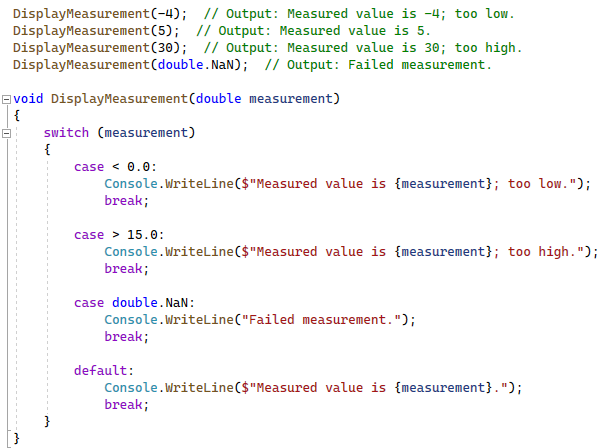 DisplayMeasurement(-4);  // Output: Measured value is -4; too low.
DisplayMeasurement(5);  // Output: Measured value is 5.
DisplayMeasurement(30);  // Output: Measured value is 30; too high.
DisplayMeasurement(double.NaN);  // Output: Failed measurement.

void DisplayMeasurement(double measurement)
{
    switch (measurement)
    {
        case < 0.0:
            Console.WriteLine($"Measured value is {measurement}; too low.");
            break;

        case > 15.0:
            Console.WriteLine($"Measured value is {measurement}; too high.");
            break;

        case double.NaN:
            Console.WriteLine("Failed measurement.");
            break;

        default:
            Console.WriteLine($"Measured value is {measurement}.");
            break;
    }
}